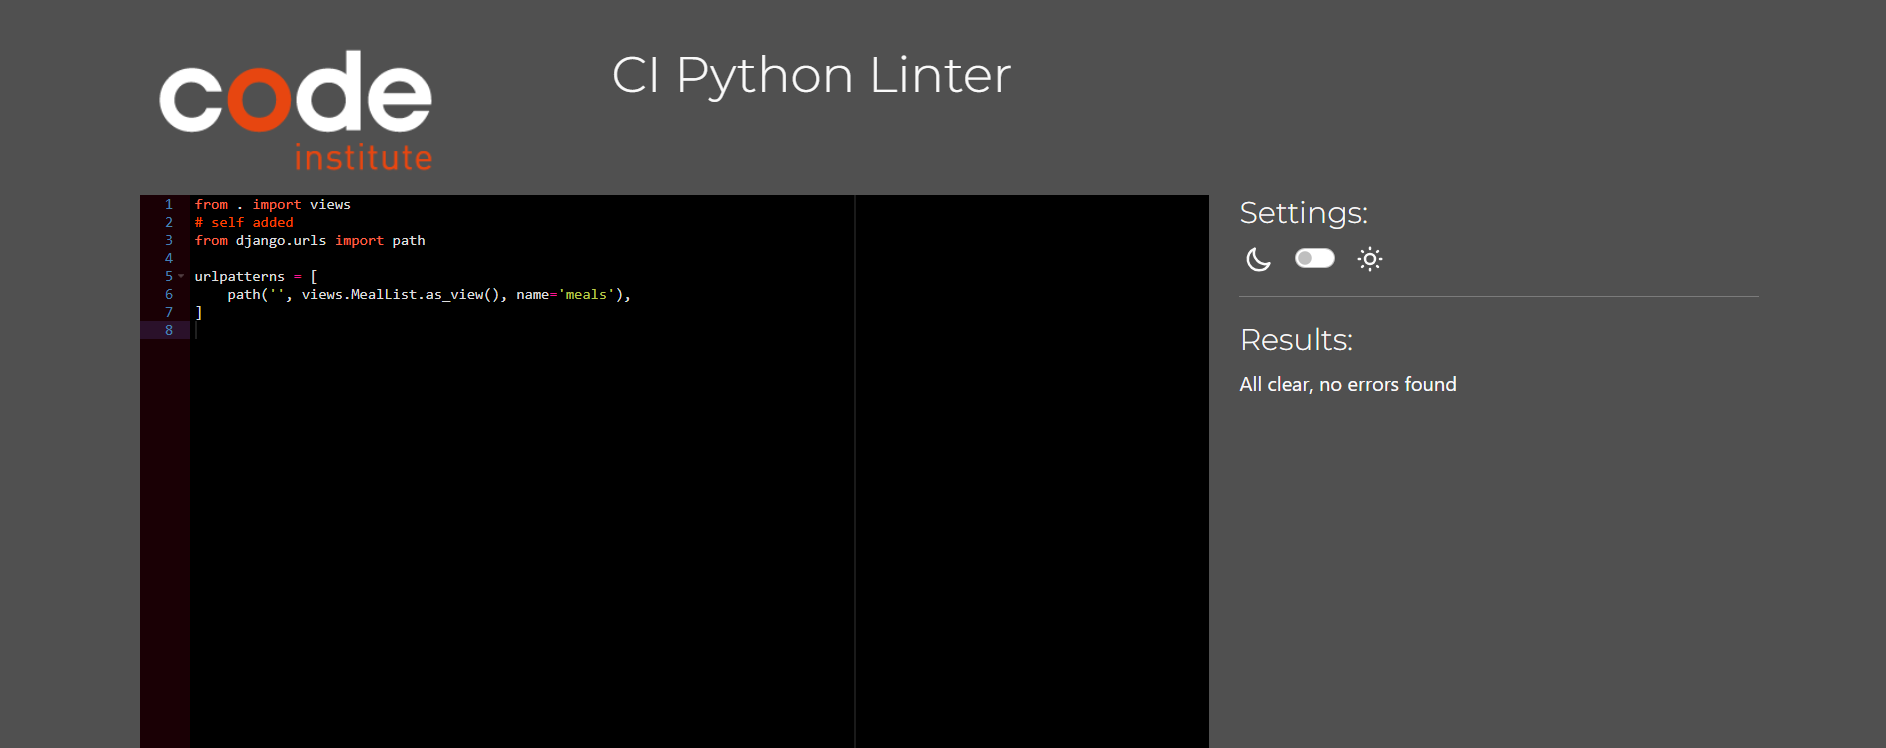 code
institute
CI Python Linter
1 from . import views
2 # self added
3 from django.urls import path
4
5 urlpatterns = [
6     path('', views.MealList.as_view(), name='meals'),
7 ]
8
Settings:
Results:
All clear, no errors found